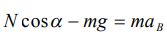 N cos α − mg = ma_B